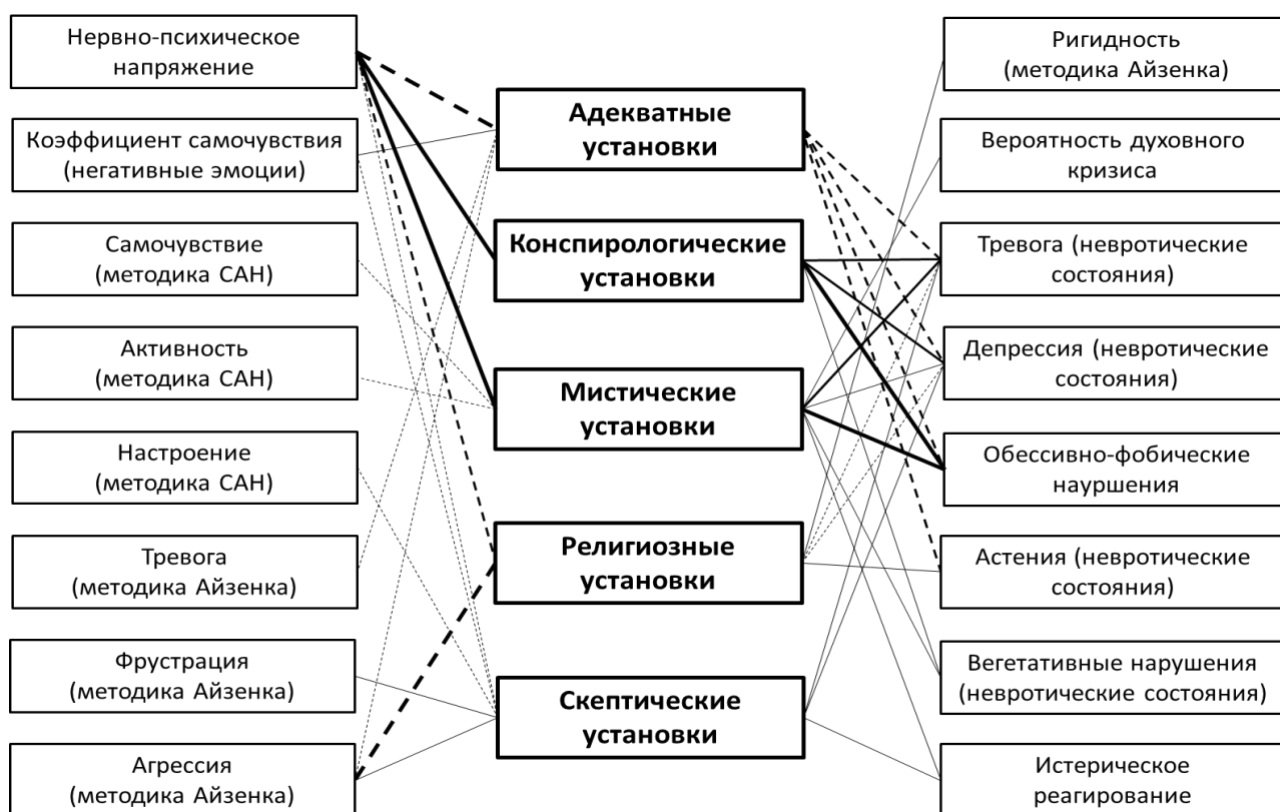 Нервно-психическое
напряжение
Коэффициент самочувствия
(негативные эмоции)
Самочувствие
(методика САН)
Активность
(методика САН)
Настроение
(методика САН)
Тревога
(методика Айзенка)
Фрустрация
(методика Айзенка)
Агрессия
(методика Айзенка)
Адекватные
установки
Конспирологические
установки
Мистические
установки
Религиозные
установки
Скептические
установки
Ригидность
(методика Айзенка)
Вероятность духовного
кризиса
Тревога (невротические
состояния)
Депрессия (невротические
состояния)
Обессивно-фобические
науршения
Астения (невротические
состояния)
Вегетативные нарушения
(невротические состояния)
Истерическое
реагирование